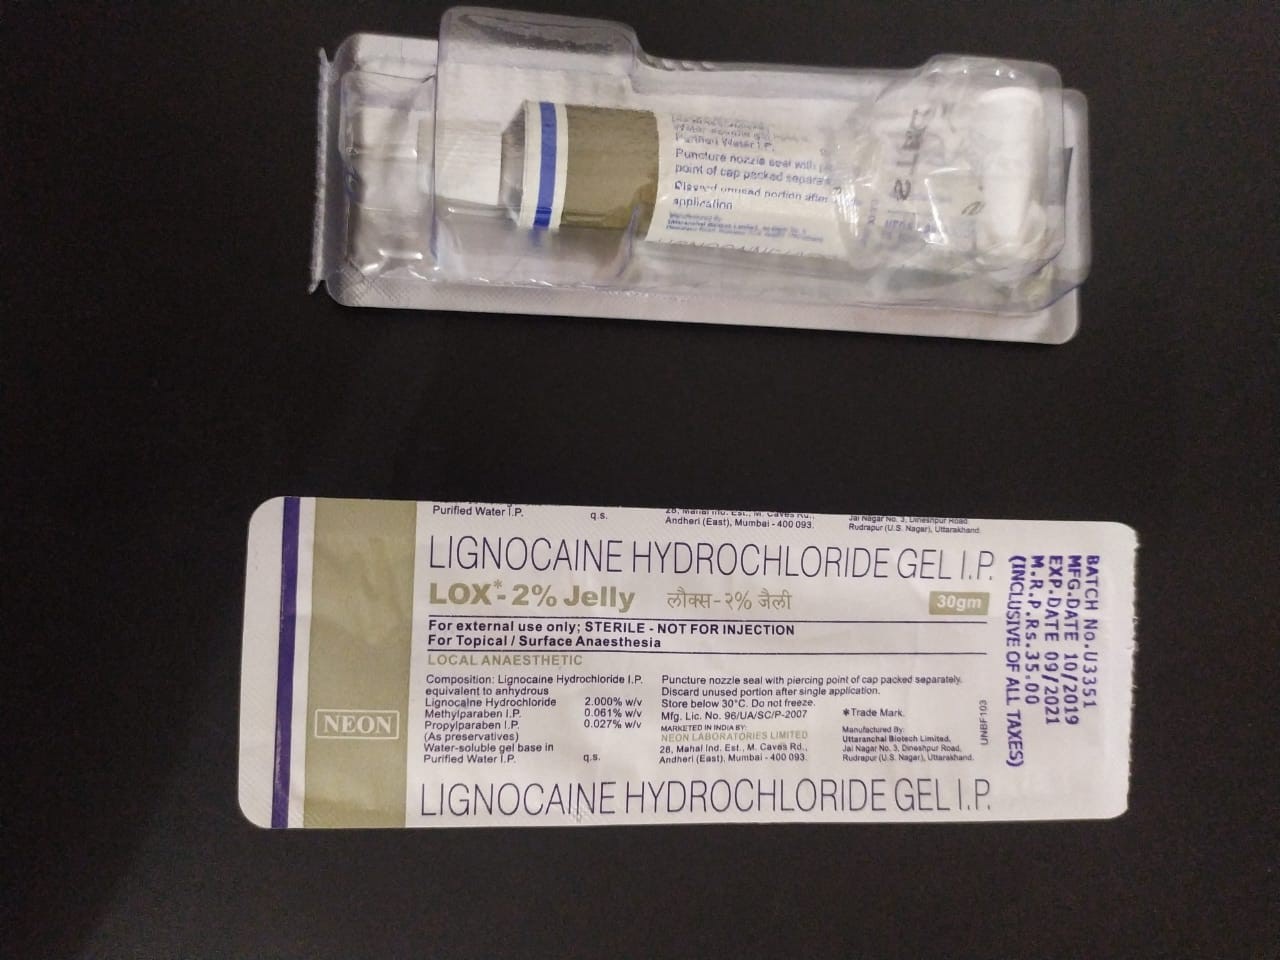 Purified Water I.P.
Puncture nozzle seal with
point of cap packed separate
Discard unused portion after
application
Manufactured By
Purified Water I.P. q.s.
28, Mahal Ind. Est., M. Caves Rd.,
Andheri (East), Mumbai - 400 093.
Jai Nagar No. 3, Dineshpur Road
Rudrapur (U.S. Nagar), Uttarakhand.
LIGNOCAINE HYDROCHLORIDE GEL I.P.
LOX*- 2% Jelly लौक्स-२% जैली 30gm
For external use only; STERILE - NOT FOR INJECTION
For Topical / Surface Anaesthesia
LOCAL ANAESTHETIC
Composition: Lignocaine Hydrochloride I.P.
equivalent to anhydrous
Lignocaine Hydrochloride 2.000% w/v
Methylparaben I.P. 0.061% w/v
Propylparaben I.P. 0.027% w/v
(As preservatives)
Water-soluble gel base in
Purified Water I.P. q.s.
Puncture nozzle seal with piercing point of cap packed separately.
Discard unused portion after single application.
Store below 30°C. Do not freeze.
Mfg. Lic. No. 96/UA/SC/P-2007
MARKETED IN INDIA BY:
NEON LABORATORIES LIMITED
28, Mahal Ind. Est., M. Caves Rd.,
Andheri (East), Mumbai - 400 093.
*Trade Mark.
Manufactured By:
Uttaranchal Biotech Limited,
Jai Nagar No. 3, Dineshpur Road,
Rudrapur (U.S. Nagar), Uttarakhand.
UNBF103
NEON
LIGNOCAINE HYDROCHLORIDE GEL I.P.
BATCH No.U3351
MFG.DATE 10/2019
EXP.DATE 09/2021
M.R.P.Rs.35.00
(INCLUSIVE OF ALL TAXES)